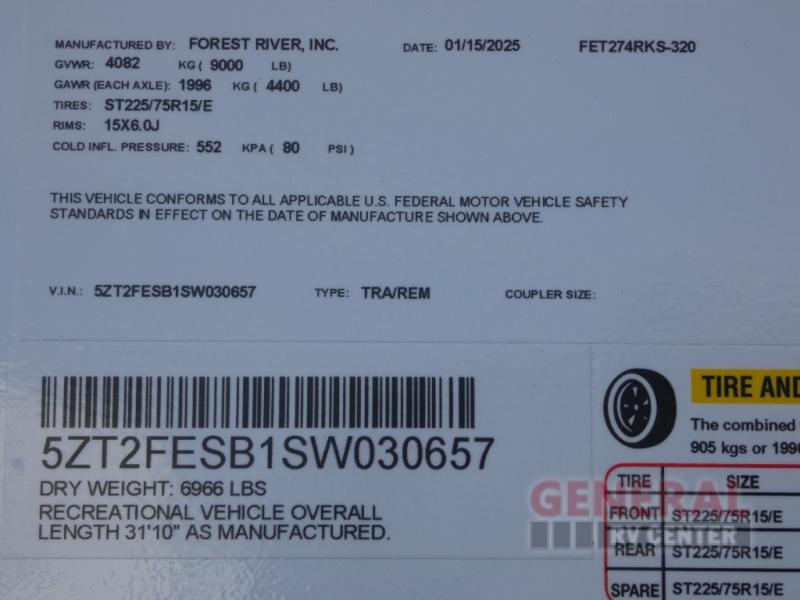 MANUFACTURED BY: FOREST RIVER, INC. DATE: 01/15/2025 FET274RKS-320
GVWR: 4082 KG ( 9000 LB)
GAWR (EACH AXLE): 1996 KG ( 4400 LB)
TIRES: ST225/75R15/E
RIMS: 15X6.0J
COLD INFL. PRESSURE: 552 KPA ( 80 PSI )
THIS VEHICLE CONFORMS TO ALL APPLICABLE U.S. FEDERAL MOTOR VEHICLE SAFETY
STANDARDS IN EFFECT ON THE DATE OF MANUFACTURE SHOWN ABOVE.
V.I.N.: 5ZT2FESB1SW030657 TYPE: TRA/REM COUPLER SIZE:
5ZT2FESB1SW030657
DRY WEIGHT: 6966 LBS
RECREATIONAL VEHICLE OVERALL
LENGTH 31'10" AS MANUFACTURED.
TIRE AND
The combined
905 kgs or 1996
TIRE SIZE
FRONT ST225/75R15/E
REAR ST225/75R15/E
SPARE ST225/75R15/E
GENERAL
RV CENTER